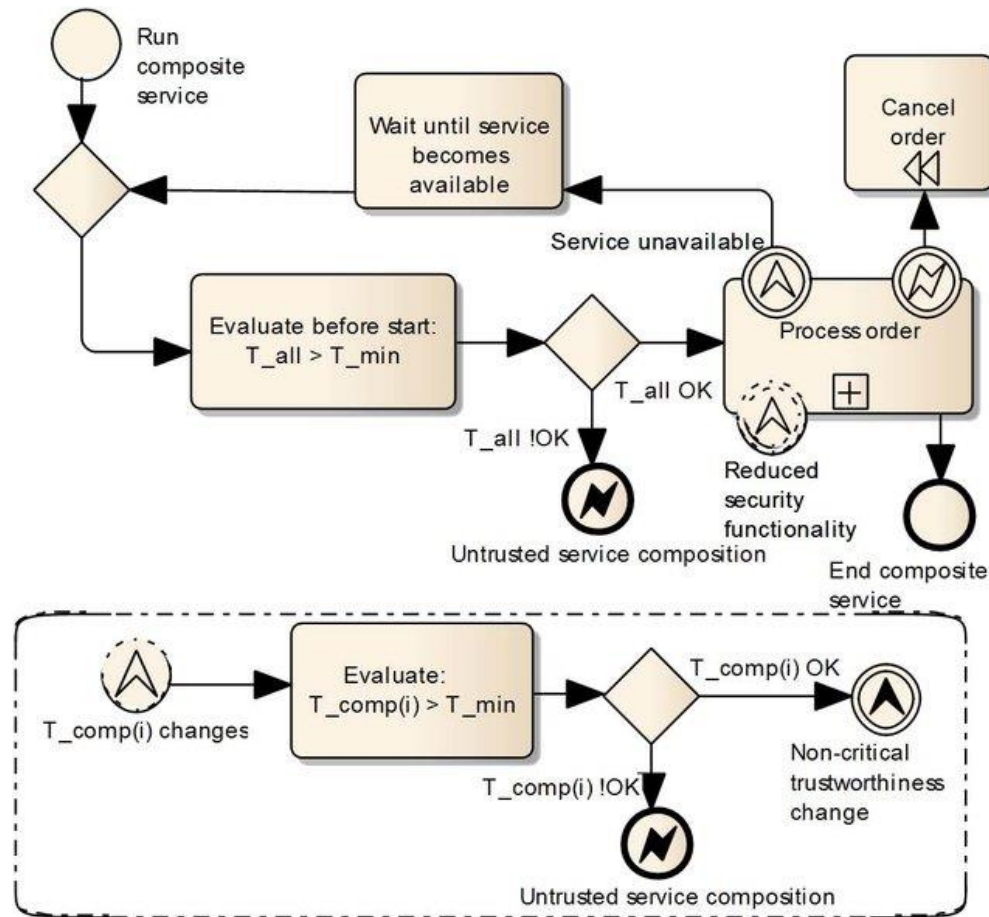 Run
composite
service
Wait until service
becomes
available
Cancel
order
Service unavailable
Evaluate before start:
T_all > T_min
Process order
T_all OK
T_all !OK
Reduced
security
functionality
Untrusted service composition
End composite
service
Evaluate:
T_comp(i) > T_min
T_comp(i) OK
T_comp(i) changes
Non-critical
trustworthiness
change
T_comp(i) !OK
Untrusted service composition